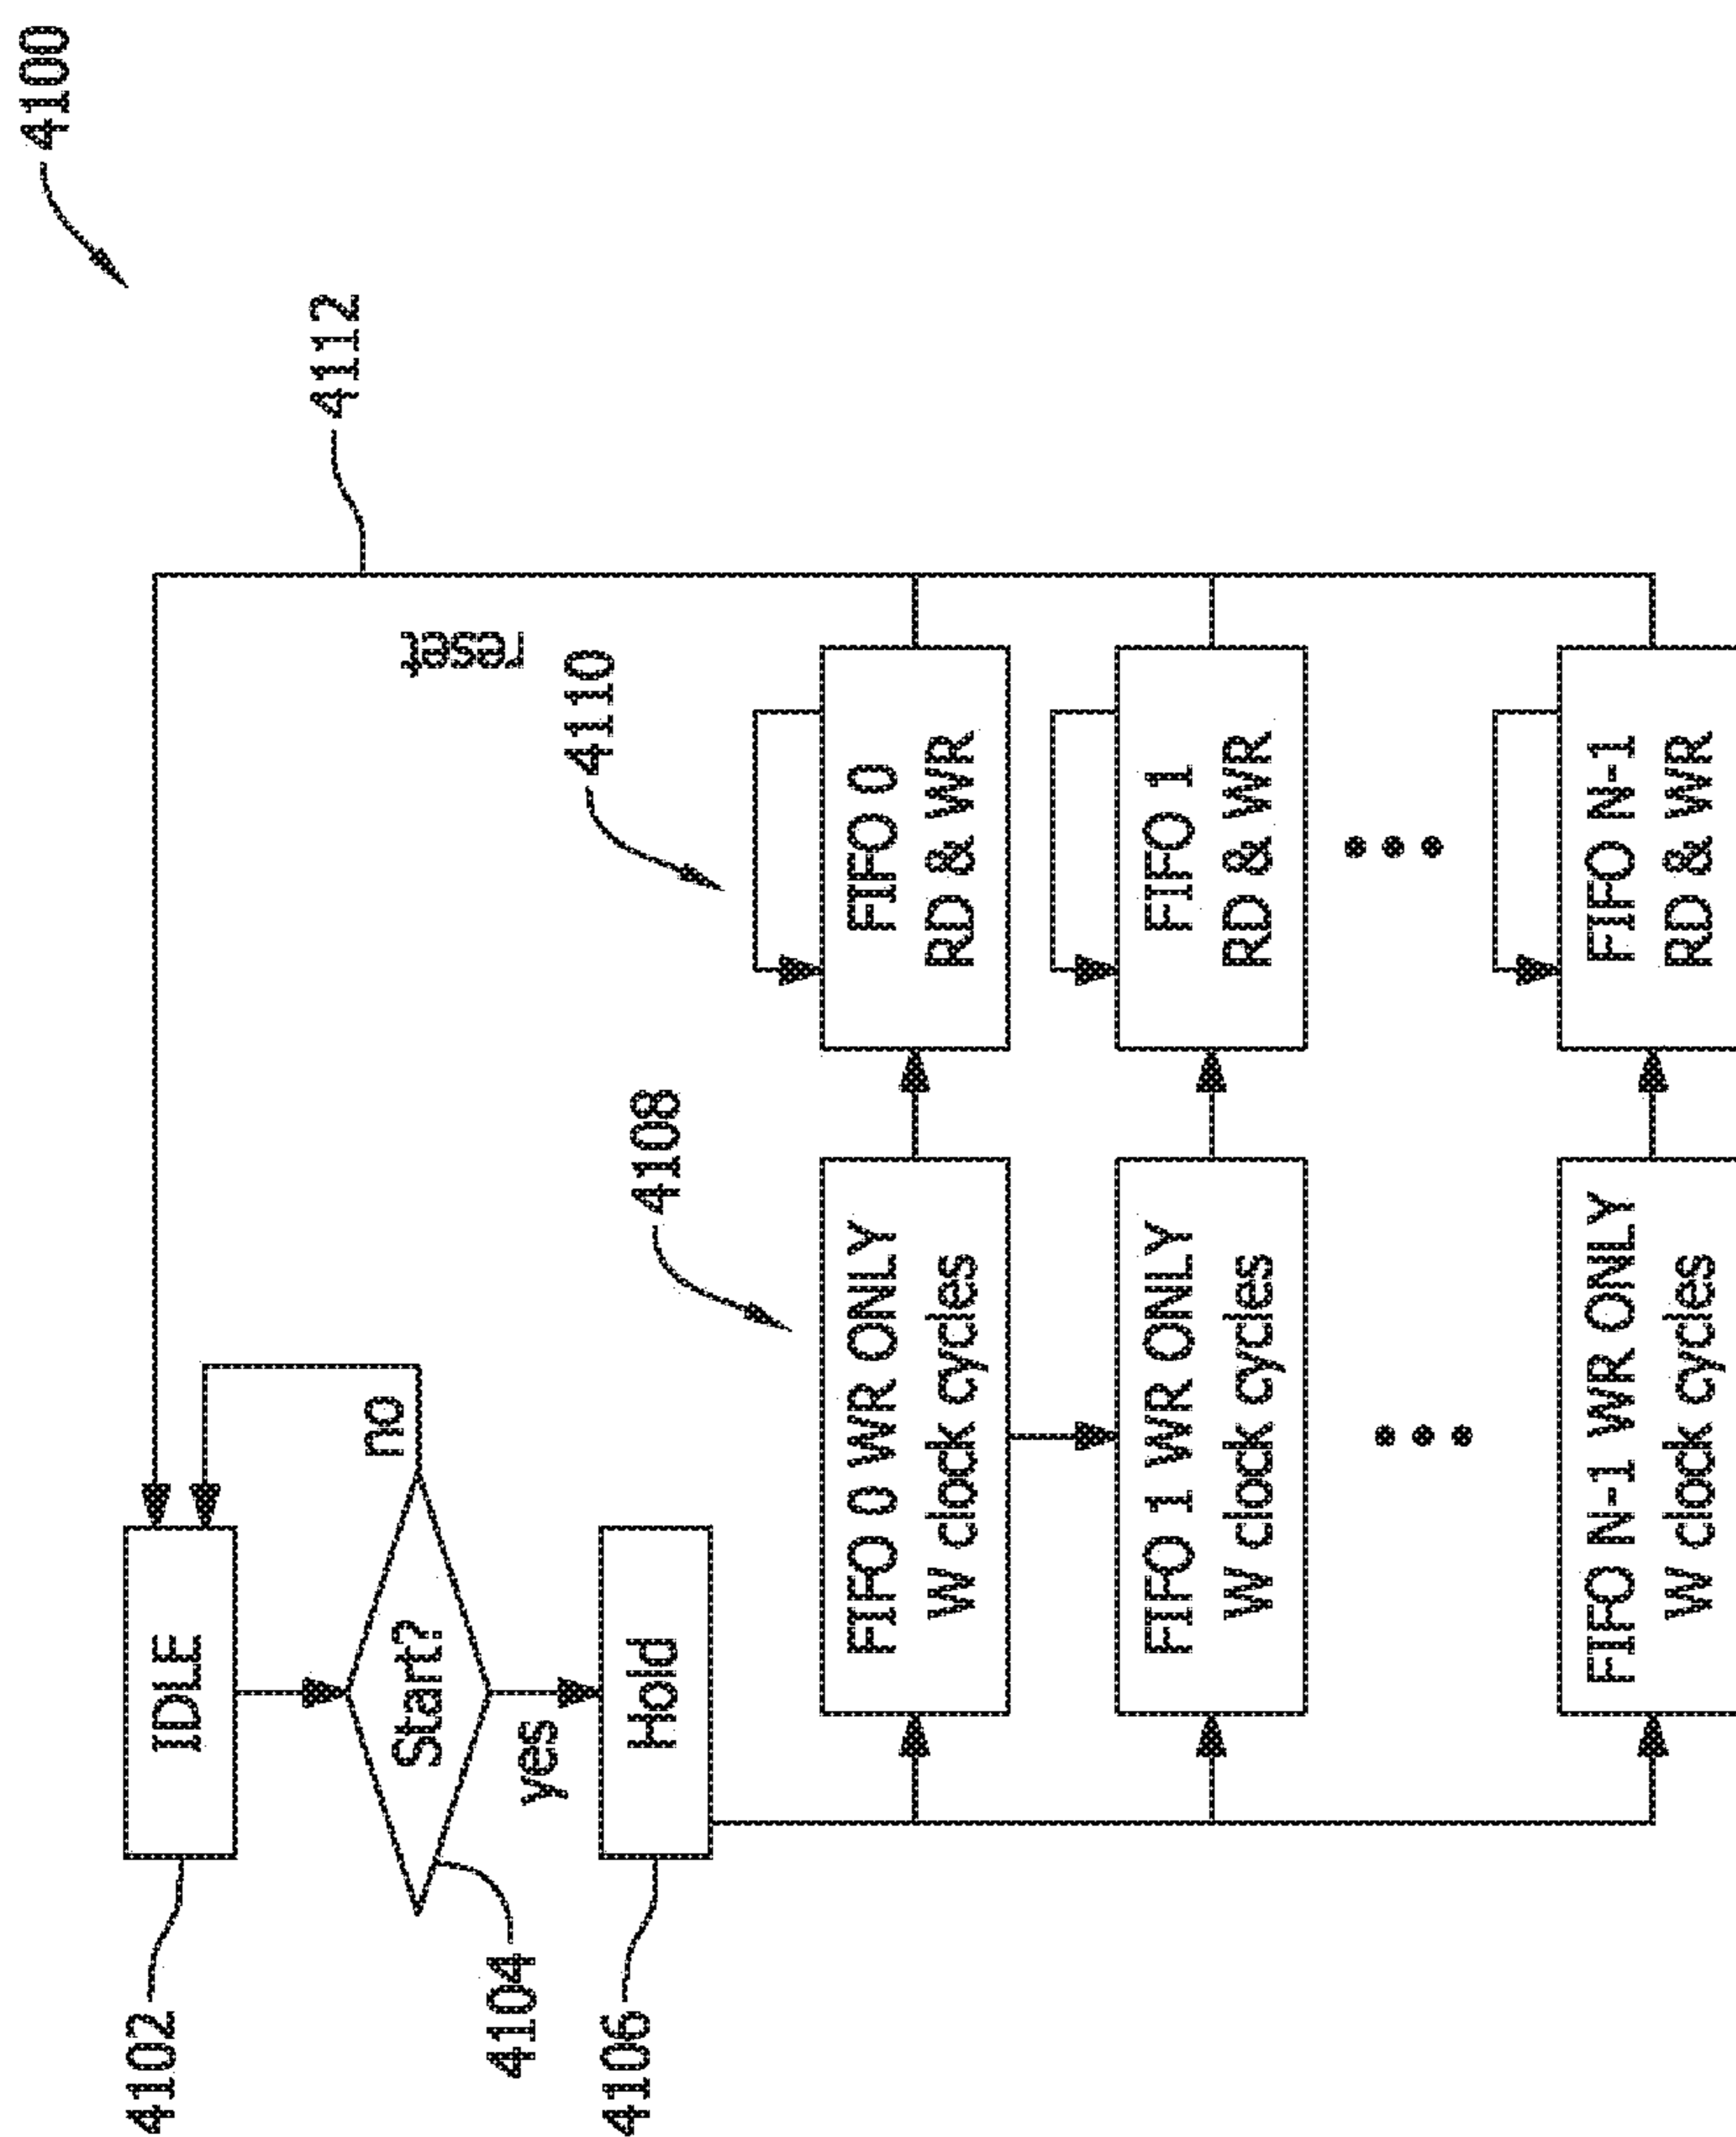 4100
4112
reset
4110
4102
IDLE
4104
Start?
no
yes
4106
Hold
4108
FIFO 0 WR ONLY
W clock cycles
FIFO 0
RD & WR
FIFO 1 WR ONLY
W clock cycles
FIFO 1
RD & WR
FIFO N-1 WR ONLY
W clock cycles
FIFO N-1
RD & WR